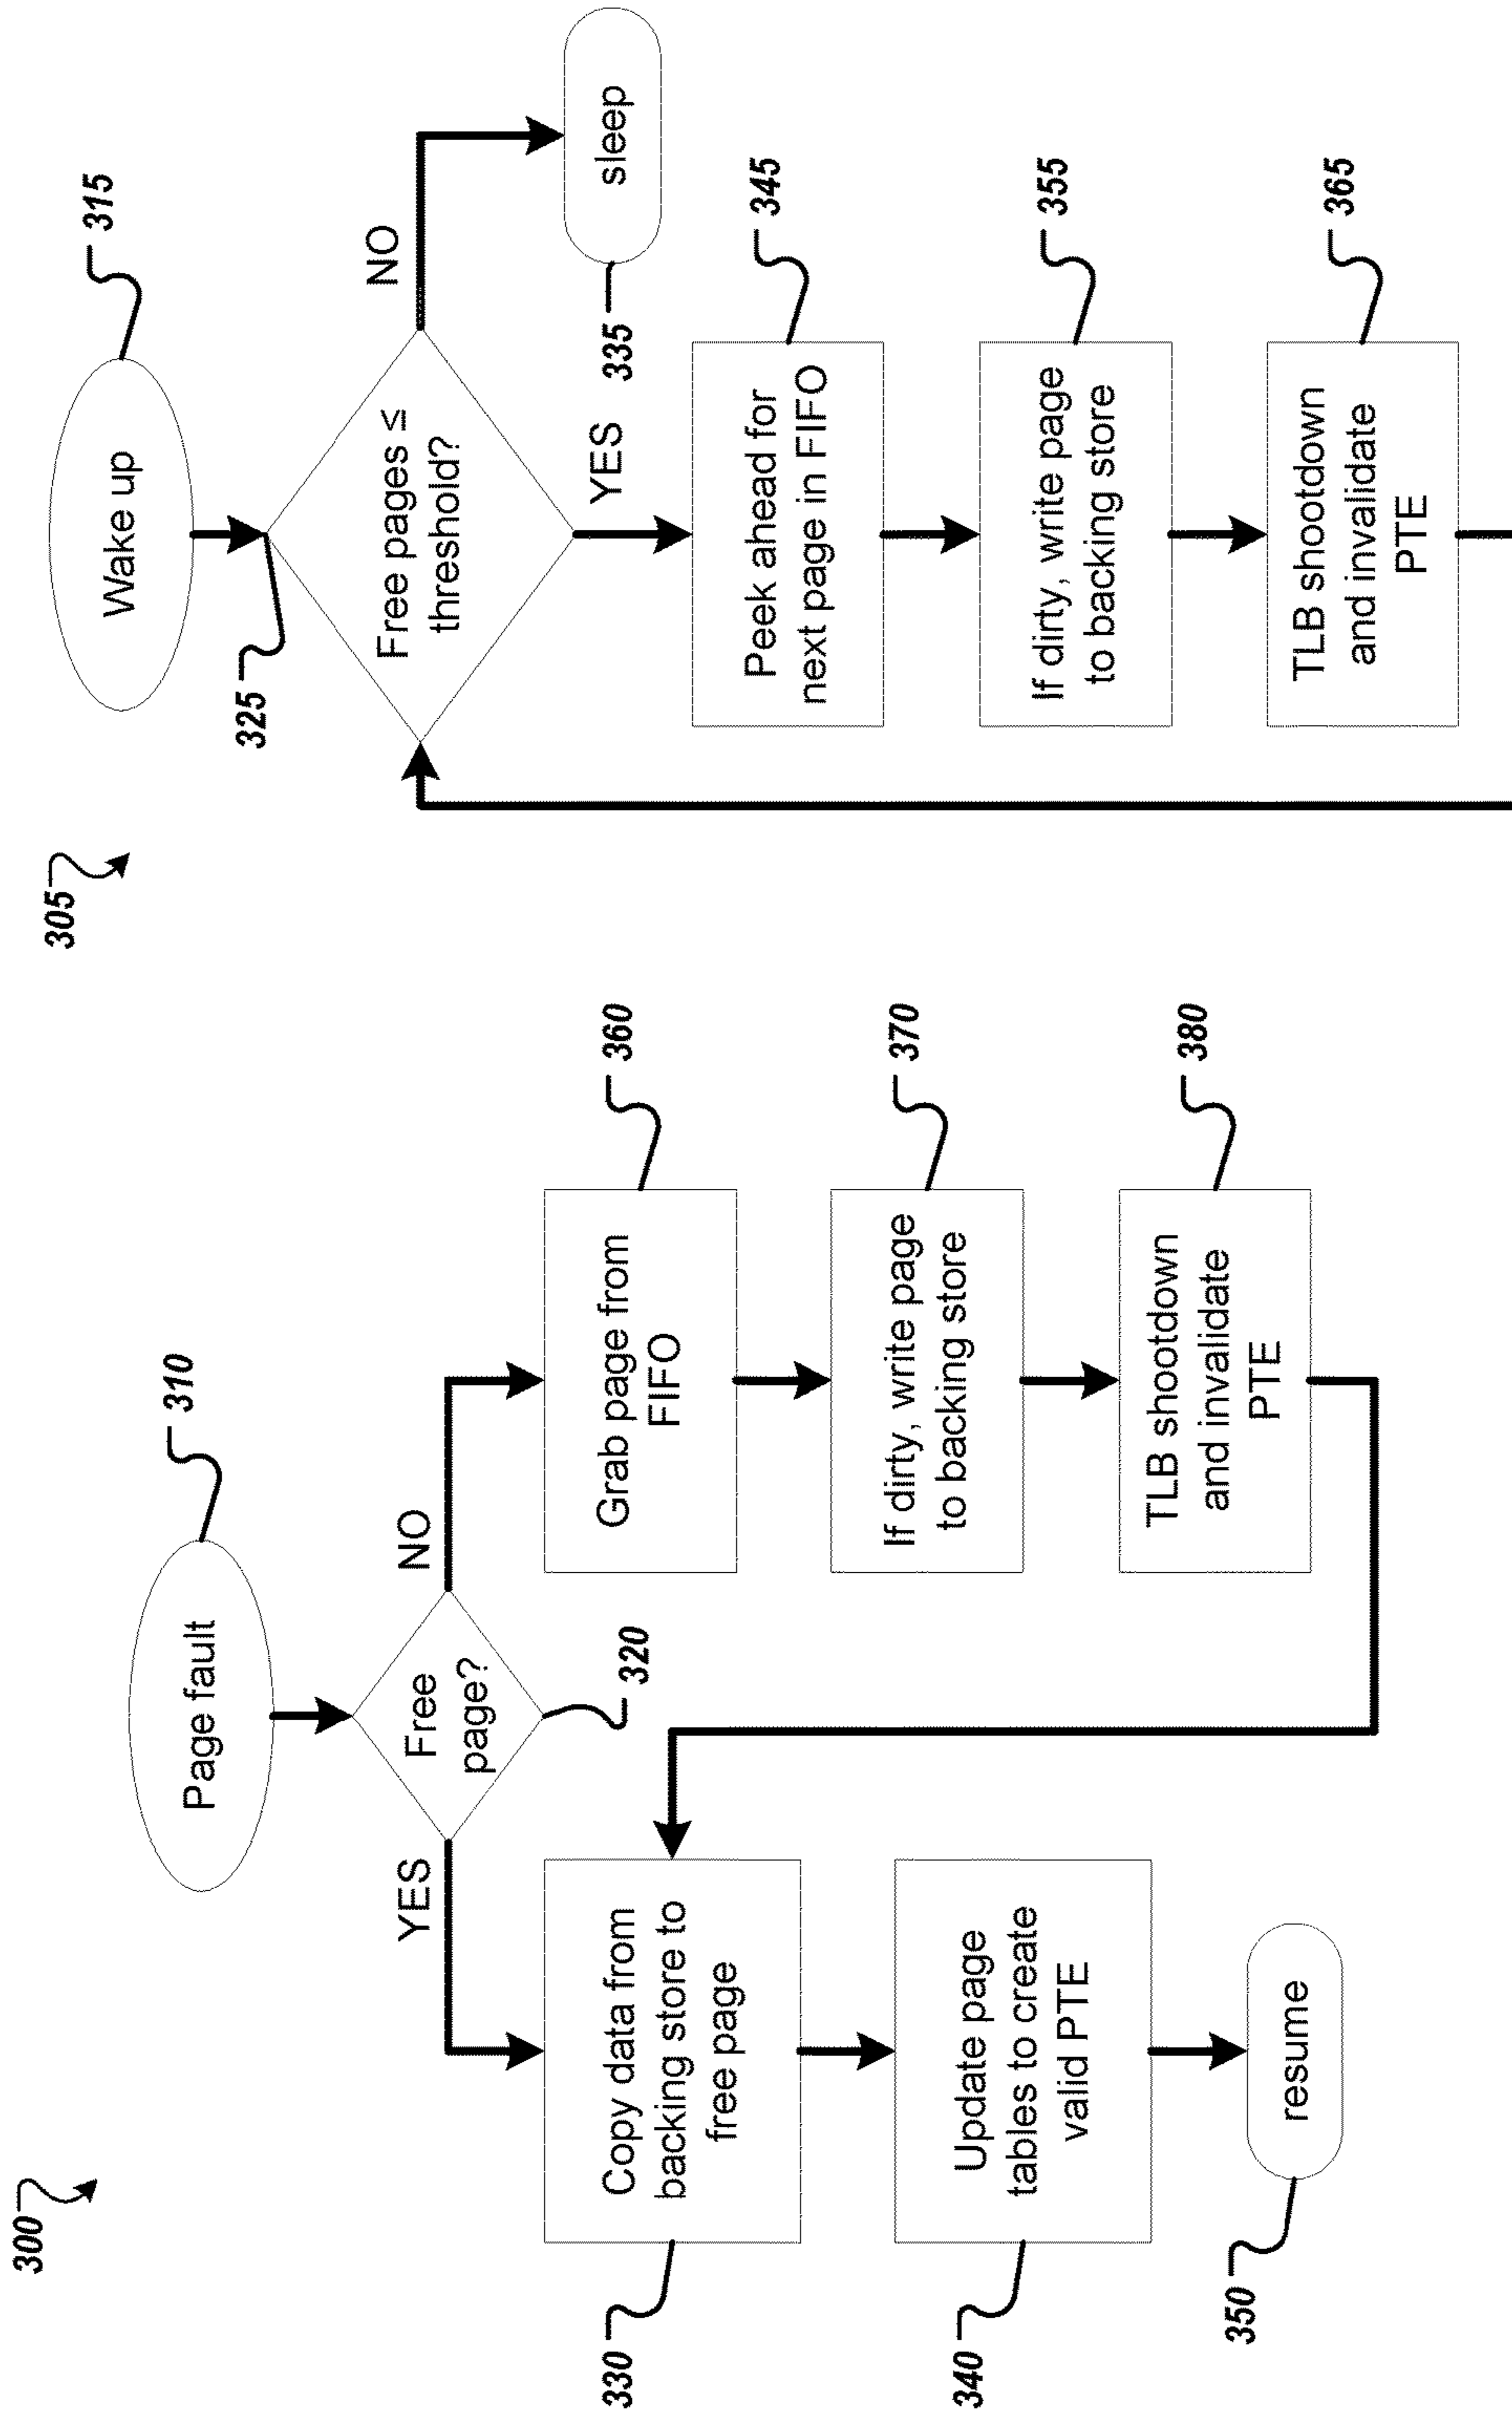 300
Page fault
310
Free
page?
320
YES
NO
Copy data from
backing store to
free page
330
Update page
tables to create
valid PTE
340
resume
350
Grab page from
FIFO
360
If dirty, write page
to backing store
370
TLB shootdown
and invalidate
PTE
380
305
Wake up
315
325
Free pages ≤
threshold?
NO
sleep
335
YES
Peek ahead for
next page in FIFO
345
If dirty, write page
to backing store
355
TLB shootdown
and invalidate
PTE
365